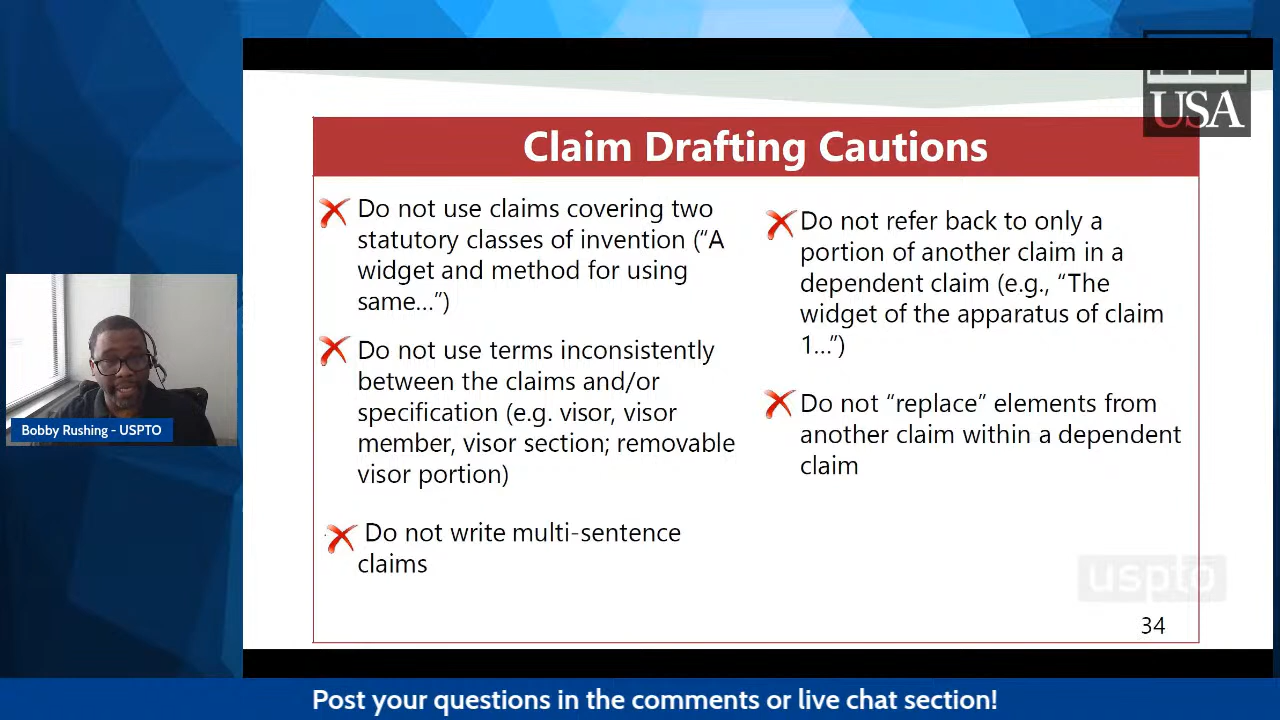 USA
Claim Drafting Cautions
Do not use claims covering two
statutory classes of invention (“A
widget and method for using
same…”)
Do not use terms inconsistently
between the claims and/or
specification (e.g. visor, visor
member, visor section; removable
visor portion)
Do not write multi-sentence
claims
Do not refer back to only a
portion of another claim in a
dependent claim (e.g., “The
widget of the apparatus of claim
1…”)
Do not “replace” elements from
another claim within a dependent
claim
uspto
34
Bobby Rushing - USPTO
Post your questions in the comments or live chat section!